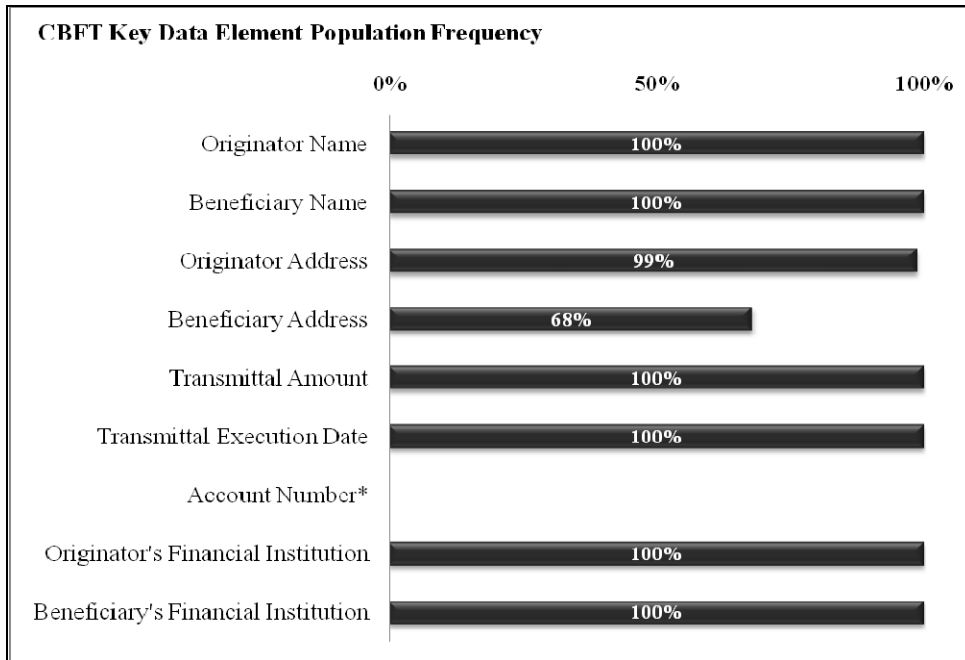 CBFT Key Data Element Population Frequency
0% 50% 100%
Originator Name 100%
Beneficiary Name 100%
Originator Address 99%
Beneficiary Address 68%
Transmittal Amount 100%
Transmittal Execution Date 100%
Account Number*
Originator's Financial Institution 100%
Beneficiary's Financial Institution 100%